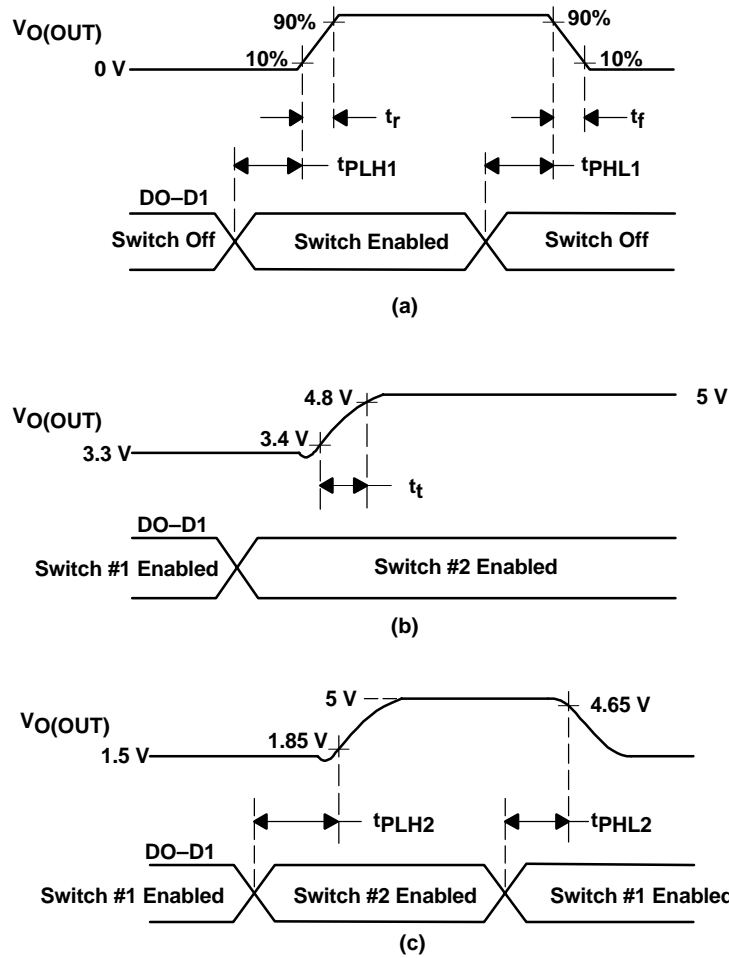 VO(OUT)
90%
90%
10%
10%
0 V
tr
tf
tPLH1
tPHL1
DO–D1
Switch Off
Switch Enabled
Switch Off
(a)
4.8 V
5 V
VO(OUT)
3.4 V
3.3 V
tt
DO–D1
Switch #1 Enabled
Switch #2 Enabled
(b)
5 V
4.65 V
VO(OUT)
1.85 V
1.5 V
tPLH2
tPHL2
DO–D1
Switch #1 Enabled
Switch #2 Enabled
Switch #1 Enabled
(c)